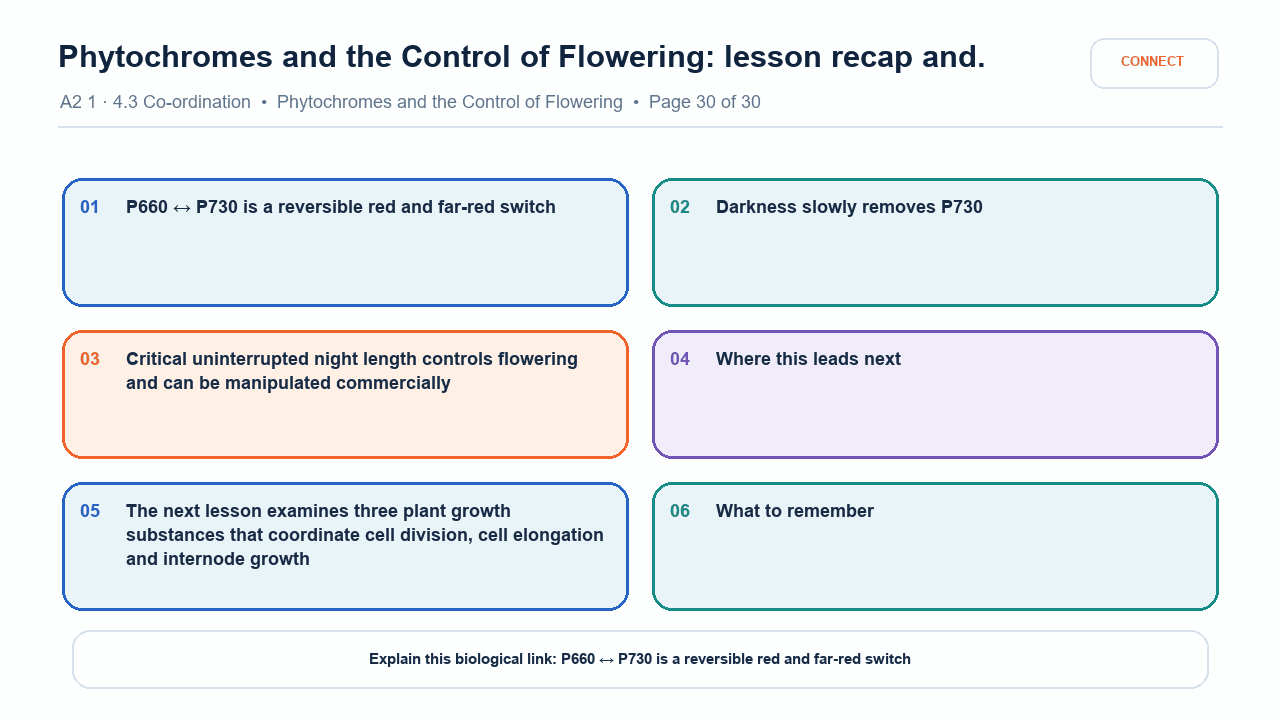 Phytochromes and the Control of Flowering: lesson recap and.
CONNECT
A2 1 · 4.3 Co-ordination • Phytochromes and the Control of Flowering • Page 30 of 30
01 P660 ↔ P730 is a reversible red and far-red switch
02 Darkness slowly removes P730
03 Critical uninterrupted night length controls flowering
and can be manipulated commercially
04 Where this leads next
05 The next lesson examines three plant growth
substances that coordinate cell division, cell elongation
and internode growth
06 What to remember
Explain this biological link: P660 ↔ P730 is a reversible red and far-red switch